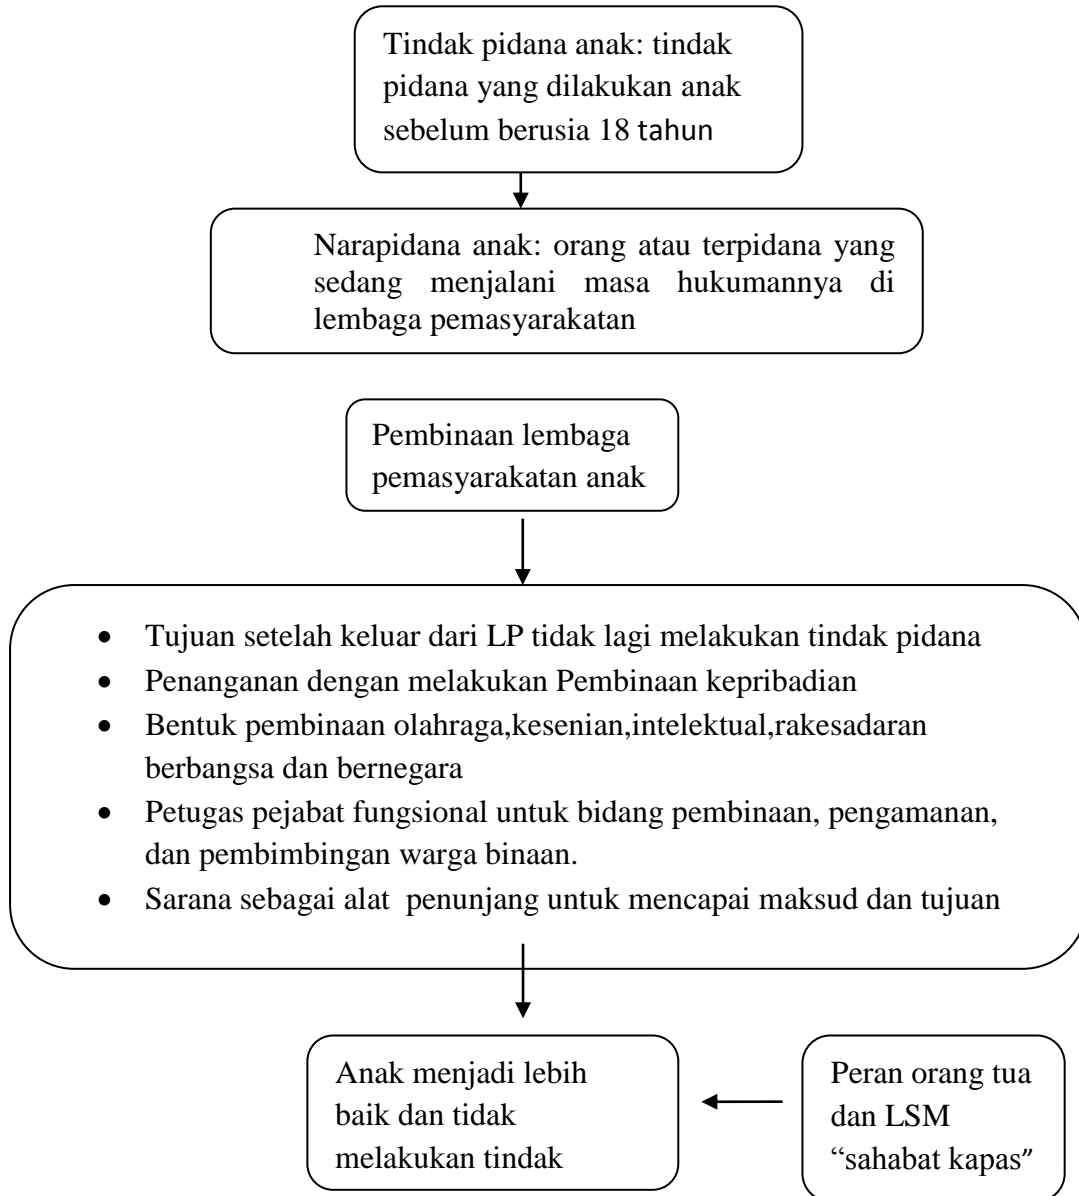 Tindak pidana anak: tindak
pidana yang dilakukan anak
sebelum berusia 18 tahun
Narapidana anak: orang atau terpidana yang
sedang menjalani masa hukumannya di
lembaga pemasyarakatan
Pembinaan lembaga
pemasyarakatan anak
• Tujuan setelah keluar dari LP tidak lagi melakukan tindak pidana
• Penanganan dengan melakukan Pembinaan kepribadian
• Bentuk pembinaan olahraga,kesenian,intelektual,rakesadaran
berbangsa dan bernegara
• Petugas pejabat fungsional untuk bidang pembinaan, pengamanan,
dan pembimbingan warga binaan.
• Sarana sebagai alat penunjang untuk mencapai maksud dan tujuan
Anak menjadi lebih
baik dan tidak
melakukan tindak
Peran orang tua
dan LSM
“sahabat kapas”